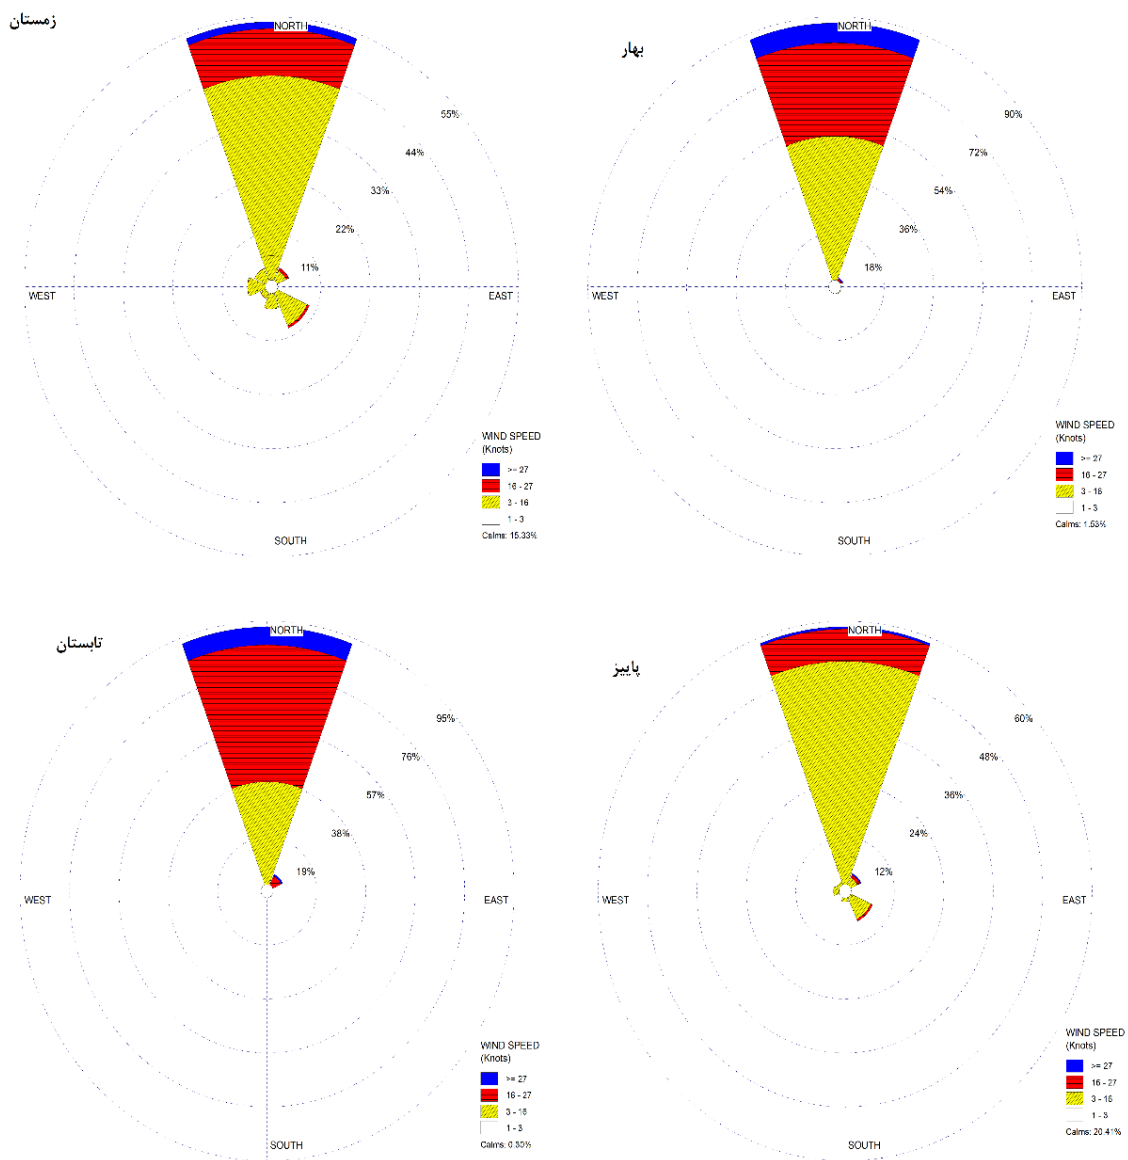 زمستان
NORTH
55%
44%
33%
22%
11%
WEST
EAST
WIND SPEED
(Knots)
>= 27
16 - 27
3 - 16
1 - 3
Calms: 15.33%
SOUTH
بهار
NORTH
90%
72%
54%
36%
18%
WEST
EAST
WIND SPEED
(Knots)
>= 27
16 - 27
3 - 16
1 - 3
Calms: 1.53%
SOUTH
تابستان
NORTH
95%
76%
57%
38%
19%
WEST
EAST
WIND SPEED
(Knots)
>= 27
16 - 27
3 - 16
1 - 3
Calms:
SOUTH
پاییز
NORTH
60%
48%
36%
24%
12%
WEST
EAST
WIND SPEED
(Knots)
>= 27
16 - 27
3 - 16
1 - 3
Calms: 20.41%
SOUTH